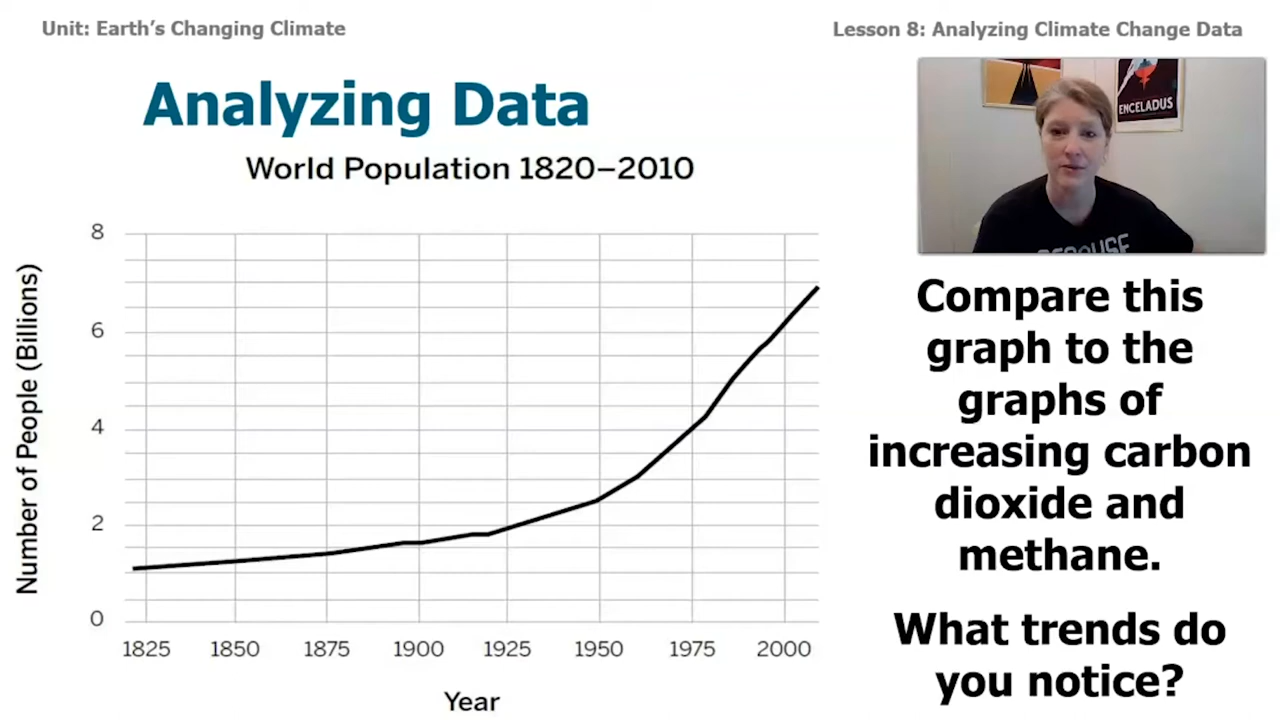 Unit: Earth's Changing Climate
Lesson 8: Analyzing Climate Change Data
Analyzing Data
World Population 1820–2010
ENCELADUS
BECAUSE
Number of People (Billions)
8
6
4
2
0
1825 1850 1875 1900 1925 1950 1975 2000
Year
Compare this
graph to the
graphs of
increasing carbon
dioxide and
methane.
What trends do
you notice?